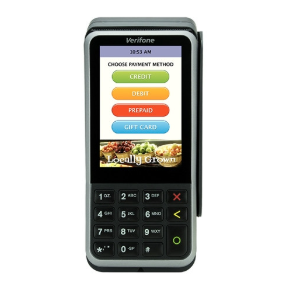 Verifone
10:53 AM
CHOOSE PAYMENT METHOD
CREDIT
DEBIT
PREPAID
GIFT CARD
Locally Grown
1 QZ. 2 ABC 3 DEF X
4 GHI 5 JKL 6 MNO <
7 PRS 8 TUV 9 WXY O
* 0 #